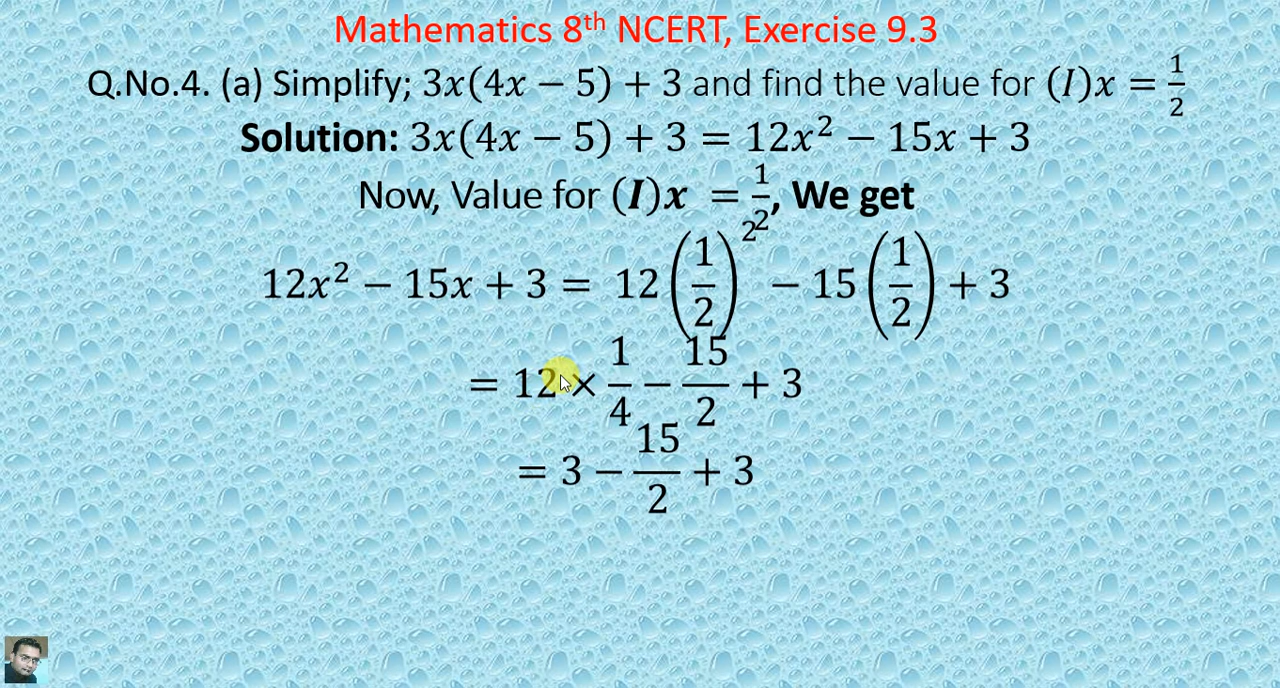 Mathematics 8th NCERT, Exercise 9.3
Q.No.4. (a) Simplify; 3x(4x − 5) + 3 and find the value for (I)x = 1/2
Solution: 3x(4x − 5) + 3 = 12x² − 15x + 3
Now, Value for (I)x = 1/2, We get
12x² − 15x + 3 = 12(1/2)² − 15(1/2) + 3
= 12 × 1/4 − 15/2 + 3
= 3 − 15/2 + 3